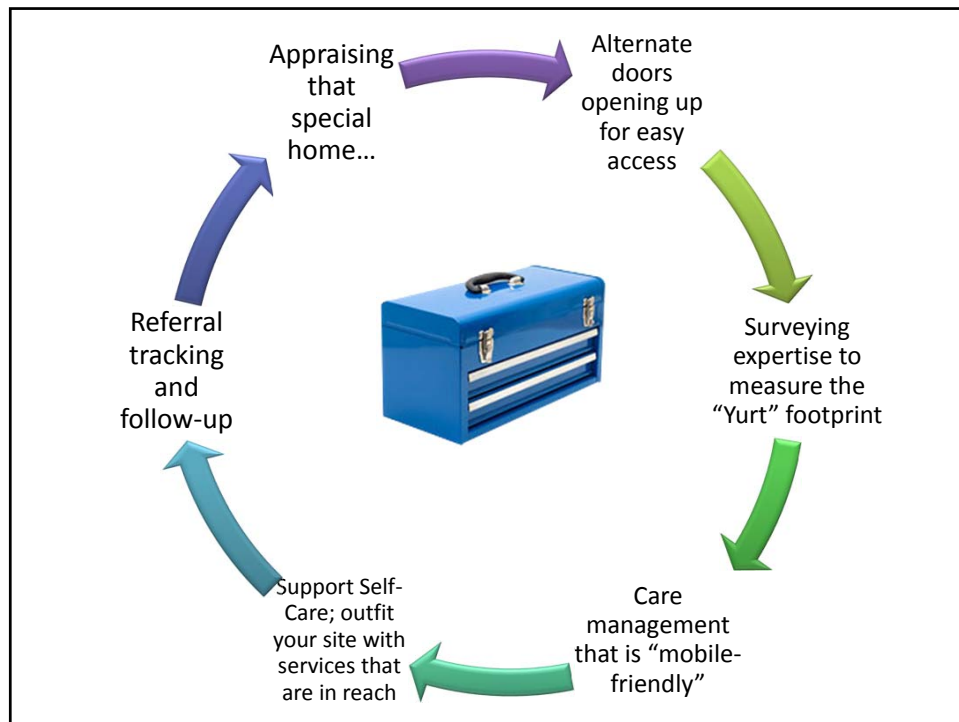 Appraising
that
special
home…
Alternate
doors
opening up
for easy
access
Surveying
expertise to
measure the
“Yurt” footprint
Care
management
that is “mobile-
friendly”
Support Self-
Care; outfit
your site with
services that
are in reach
Referral
tracking
and
follow-up